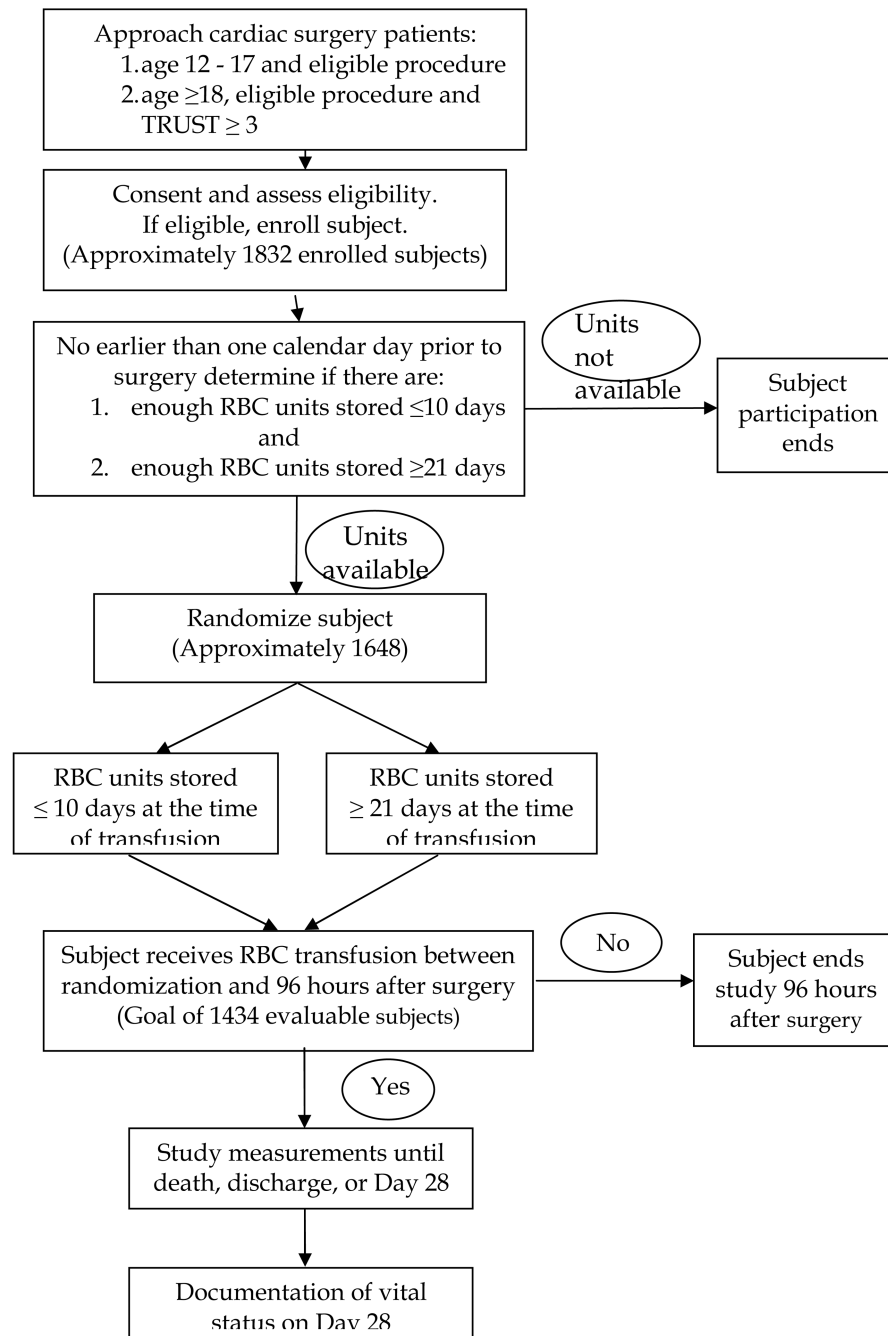 Approach cardiac surgery patients:
1.age 12 - 17 and eligible procedure
2.age ≥18, eligible procedure and
TRUST ≥ 3
Consent and assess eligibility.
If eligible, enroll subject.
(Approximately 1832 enrolled subjects)
No earlier than one calendar day prior to
surgery determine if there are:
1. enough RBC units stored ≤10 days
and
2. enough RBC units stored ≥21 days
Units
not
available
Subject
participation
ends
Units
available
Randomize subject
(Approximately 1648)
RBC units stored
≤ 10 days at the time
of transfusion
RBC units stored
≥ 21 days at the time
of transfusion
Subject receives RBC transfusion between
randomization and 96 hours after surgery
(Goal of 1434 evaluable subjects)
No
Subject ends
study 96 hours
after surgery
Yes
Study measurements until
death, discharge, or Day 28
Documentation of vital
status on Day 28